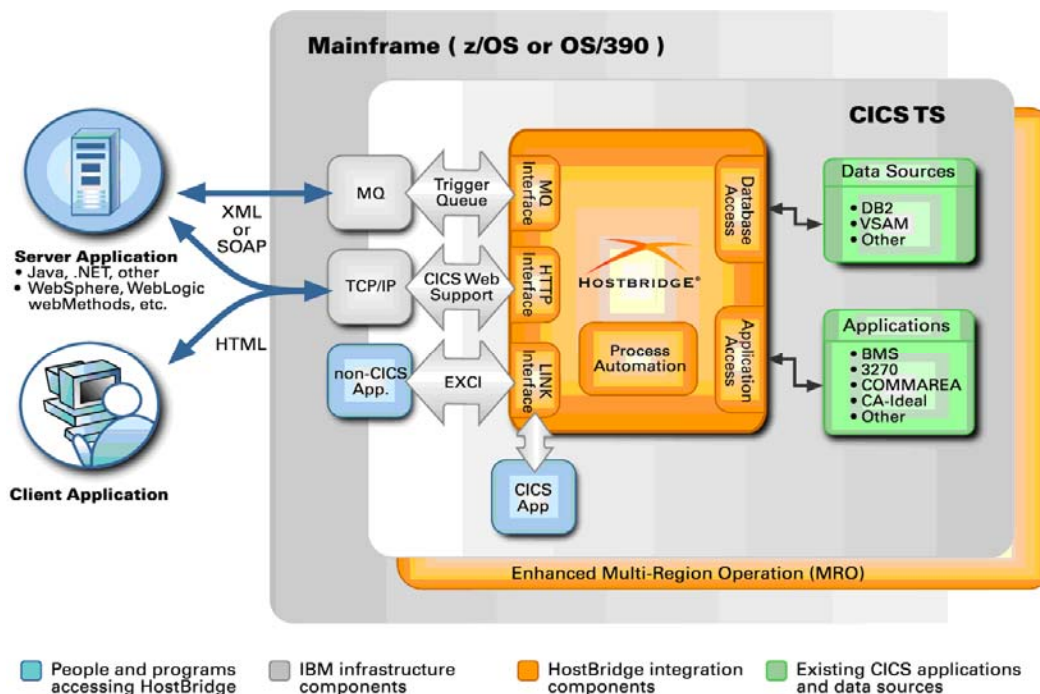 Mainframe ( z/OS or OS/390 )
CICS TS
Server Application
• Java, .NET, other
• WebSphere, WebLogic
webMethods, etc.
XML
or
SOAP
HTML
Client Application
MQ
Trigger
Queue
MQ
Interface
TCP/IP
CICS Web
Support
HTTP
Interface
non-CICS
App.
EXCI
LINK
Interface
CICS
App
HOSTBRIDGE®
Process
Automation
Database
Access
Application
Access
Data Sources
• DB2
• VSAM
• Other
Applications
• BMS
• 3270
• COMMAREA
• CA-Ideal
• Other
Enhanced Multi-Region Operation (MRO)
People and programs
accessing HostBridge
IBM infrastructure
components
HostBridge integration
components
Existing CICS applications
and data sources